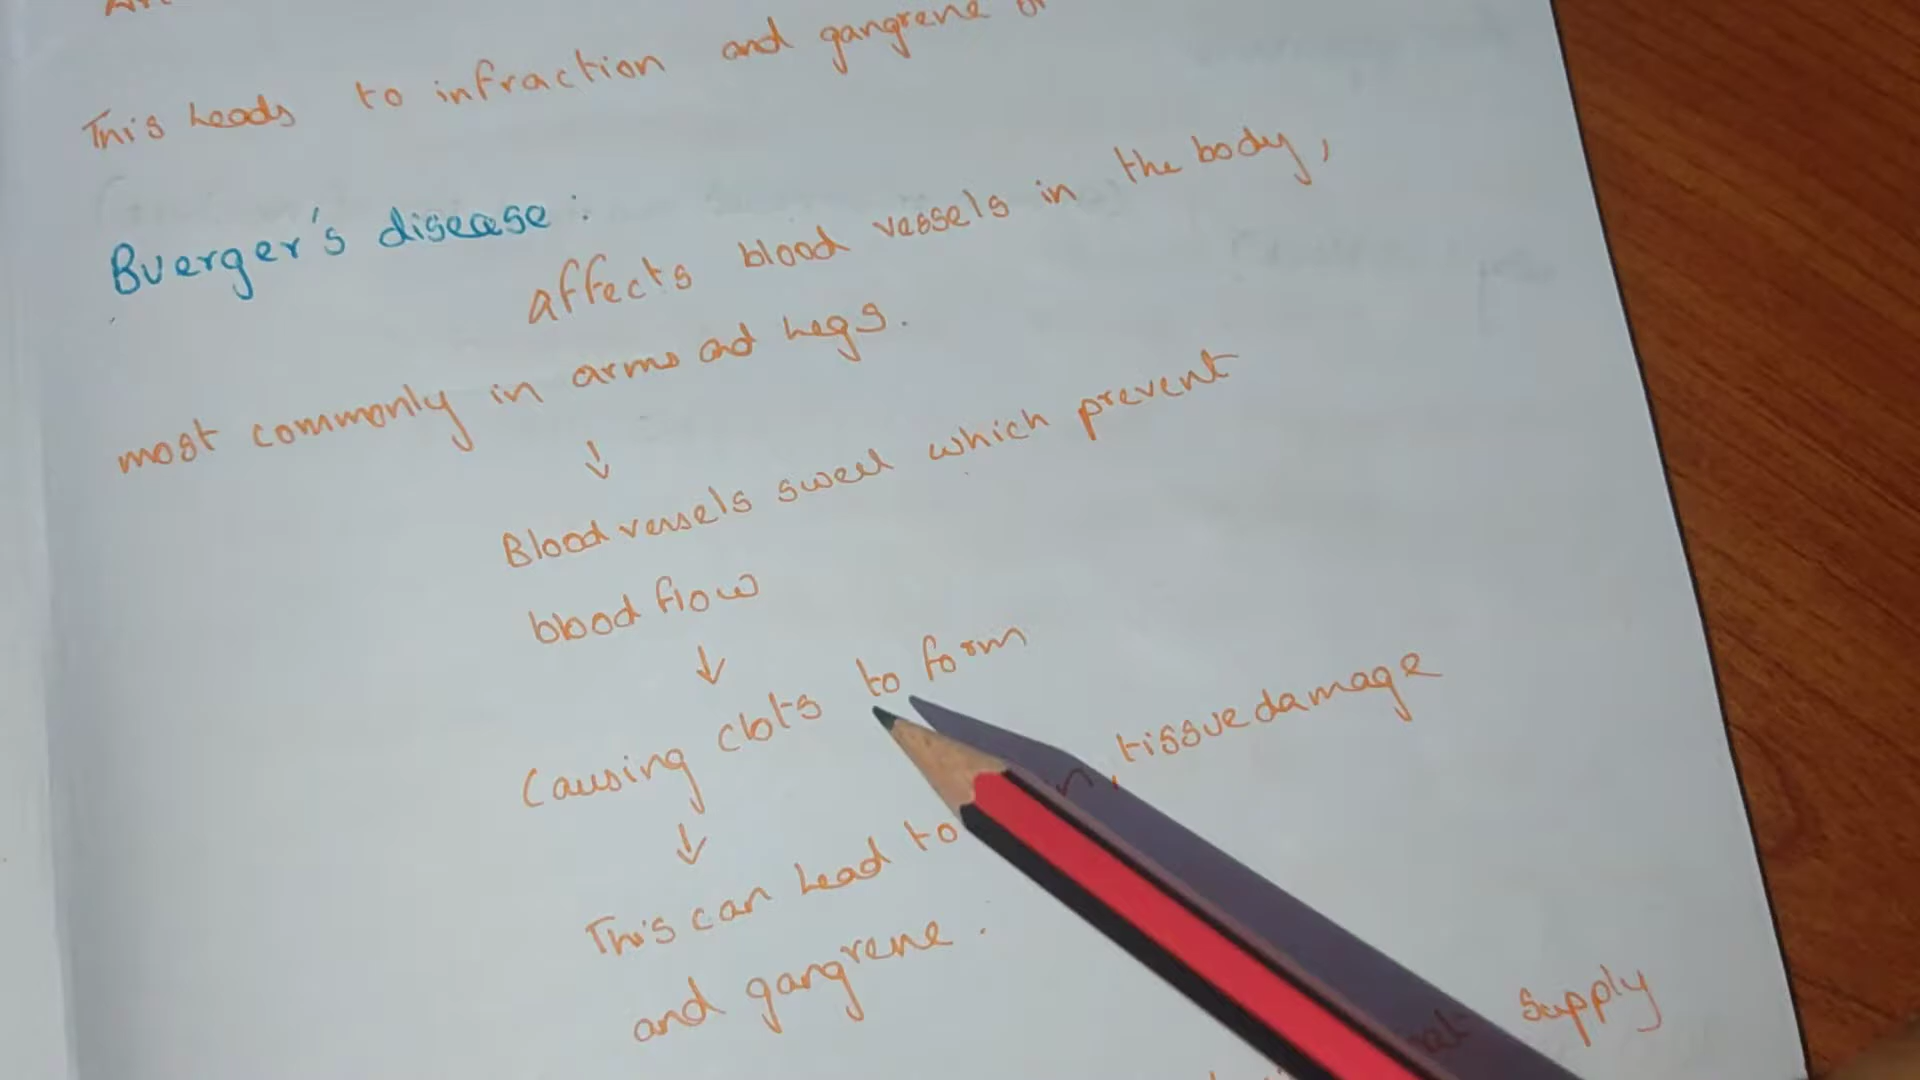 This leads to infraction and gangrene
Buerger's disease :
affects blood vessels in the body,
most commonly in arms and legs.
↓
Blood vessels swell which prevent
blood flow
↓
Causing clots to form
↓
This can lead to , tissue damage
and gangrene .
supply